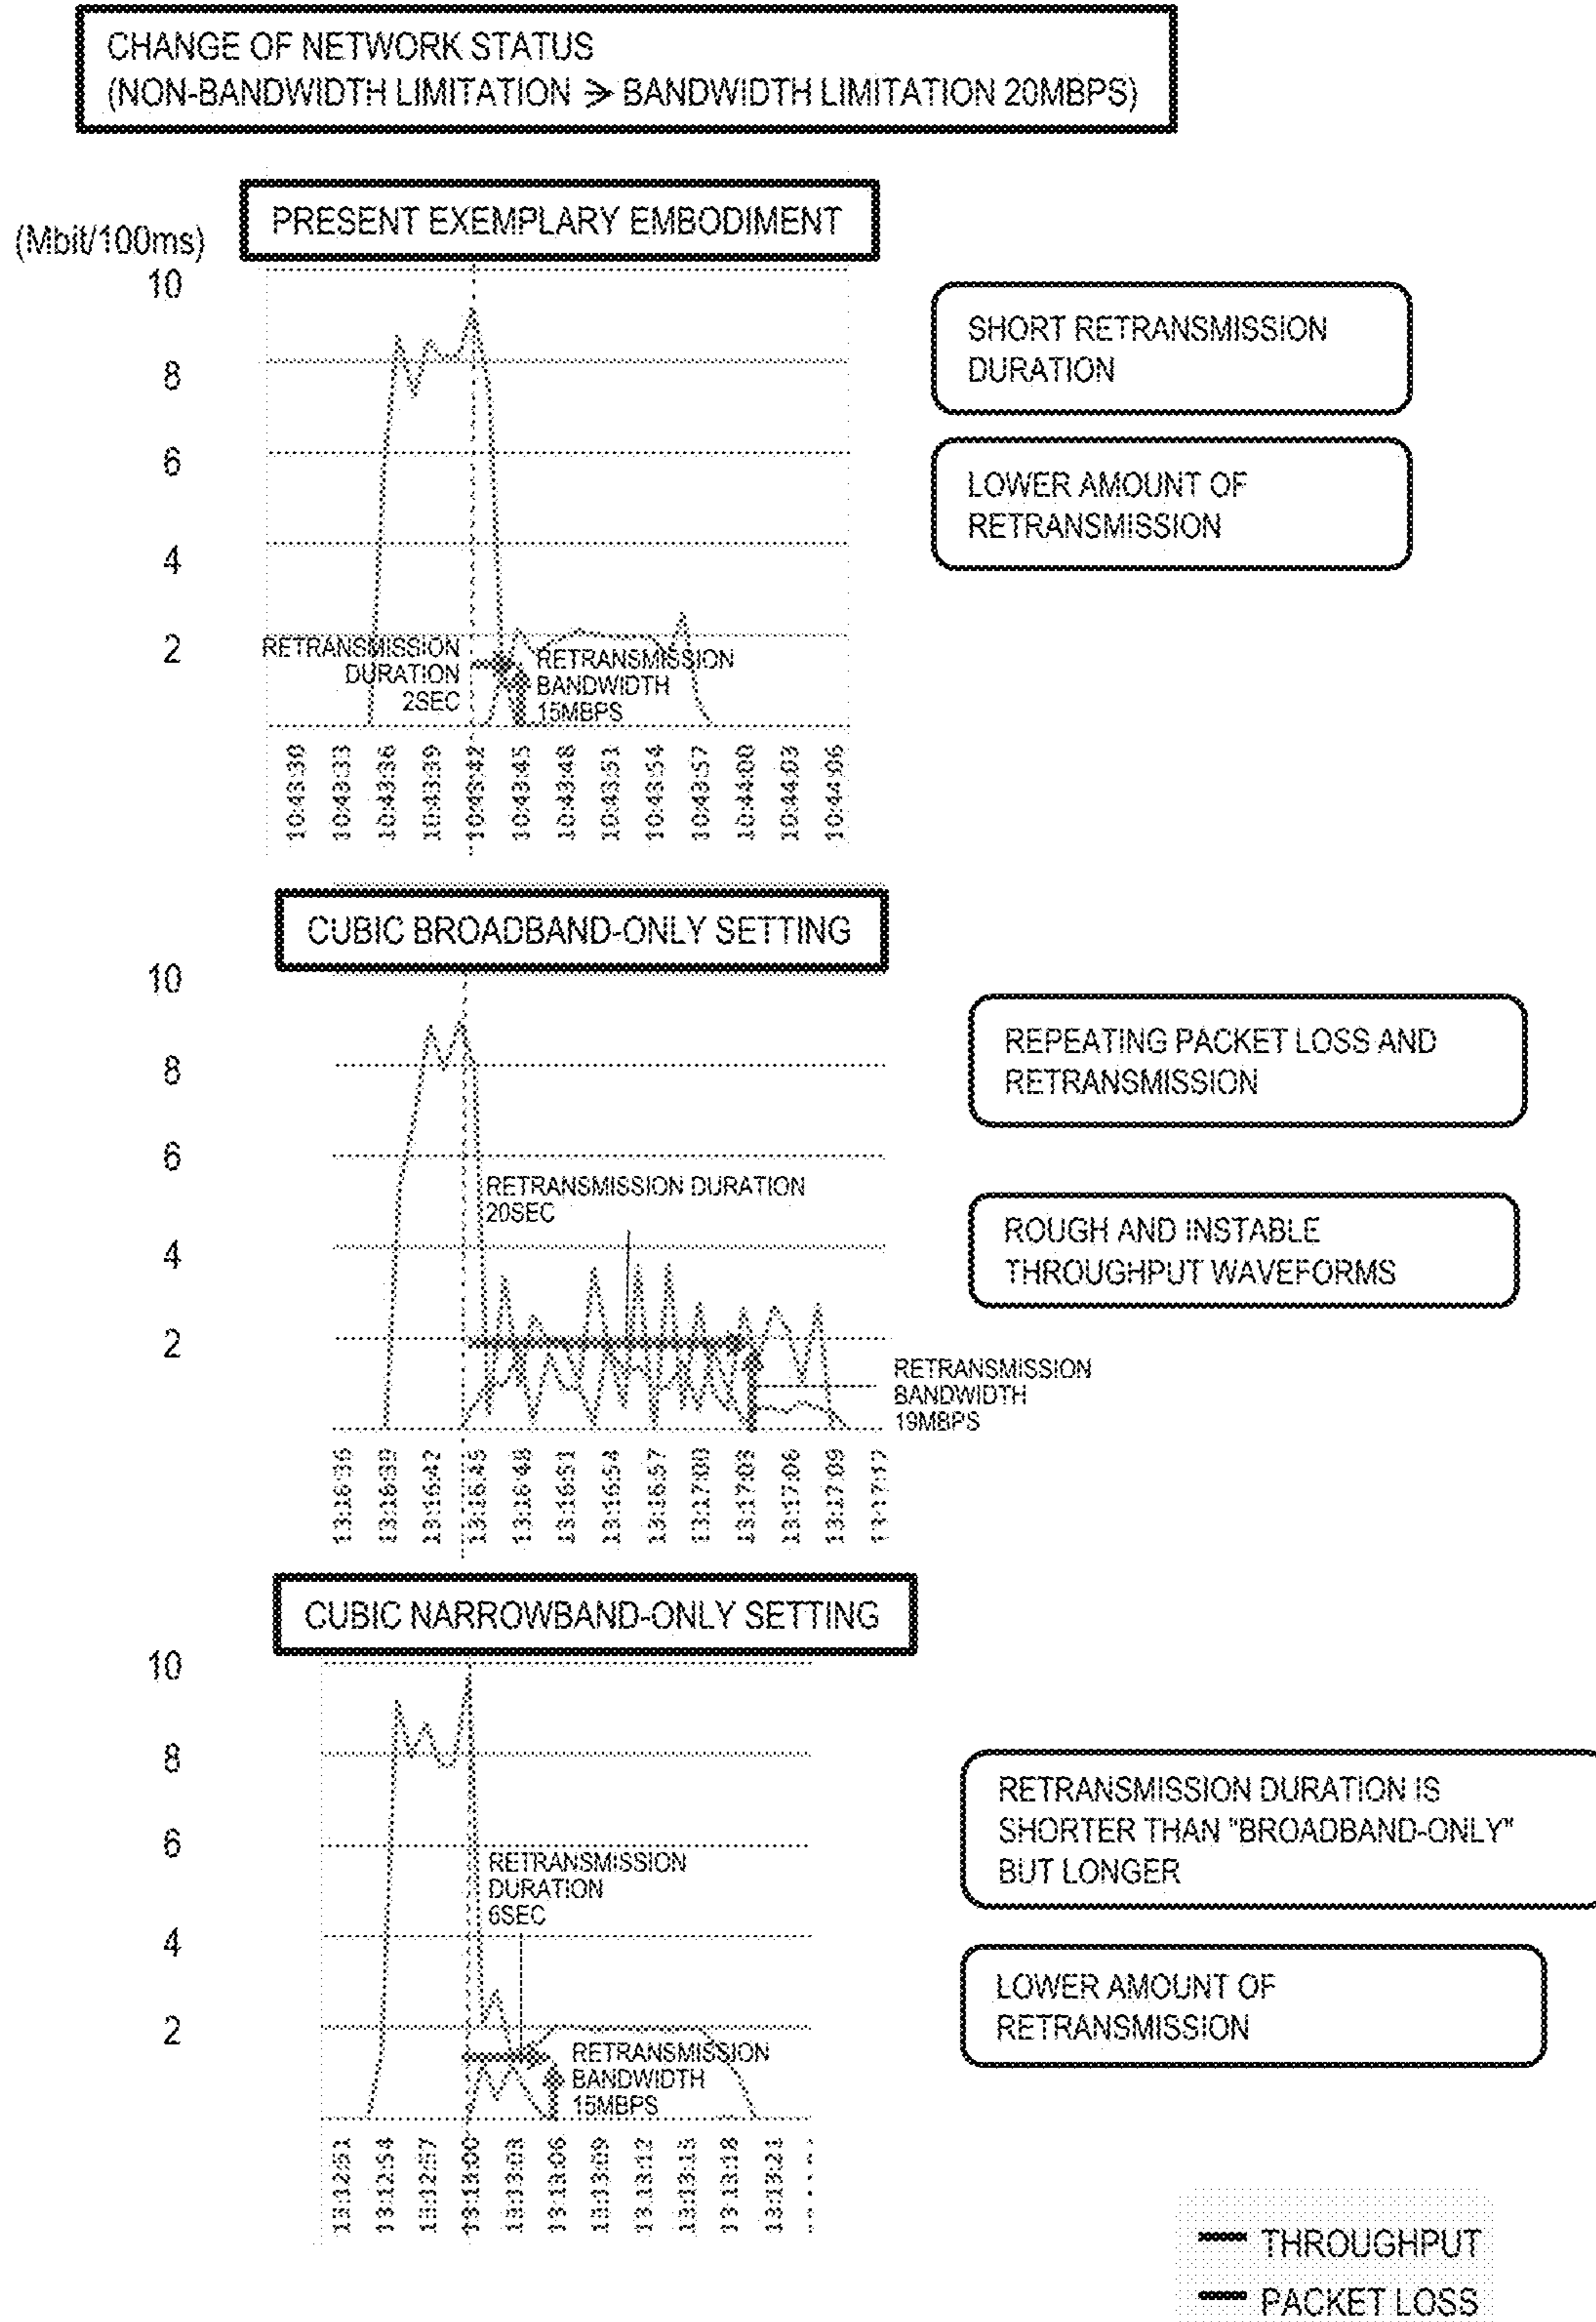 CHANGE OF NETWORK STATUS
(NON-BANDWIDTH LIMITATION ⋗ BANDWIDTH LIMITATION 20MBPS)
PRESENT EXEMPLARY EMBODIMENT
(Mbit/100ms)
10
8
6
4
2
RETRANSMISSION
DURATION
2SEC
RETRANSMISSION
BANDWIDTH
15MBPS
10:43:30
10:43:33
10:43:36
10:43:39
10:43:42
10:43:45
10:43:48
10:43:51
10:43:54
10:43:57
10:44:00
10:44:03
10:44:06
SHORT RETRANSMISSION
DURATION
LOWER AMOUNT OF
RETRANSMISSION
CUBIC BROADBAND-ONLY SETTING
10
8
6
4
2
RETRANSMISSION DURATION
20SEC
RETRANSMISSION
BANDWIDTH
19MBPS
13:16:36
13:16:39
13:16:42
13:16:45
13:16:48
13:16:51
13:16:54
13:16:57
13:17:00
13:17:03
13:17:06
13:17:09
13:17:12
REPEATING PACKET LOSS AND
RETRANSMISSION
ROUGH AND INSTABLE
THROUGHPUT WAVEFORMS
CUBIC NARROWBAND-ONLY SETTING
10
8
6
4
2
RETRANSMISSION
DURATION
6SEC
RETRANSMISSION
BANDWIDTH
15MBPS
13:12:51
13:12:54
13:12:57
13:13:00
13:13:03
13:13:06
13:13:09
13:13:12
13:13:15
13:13:18
13:13:21
RETRANSMISSION DURATION IS
SHORTER THAN "BROADBAND-ONLY"
BUT LONGER
LOWER AMOUNT OF
RETRANSMISSION
THROUGHPUT
PACKET LOSS